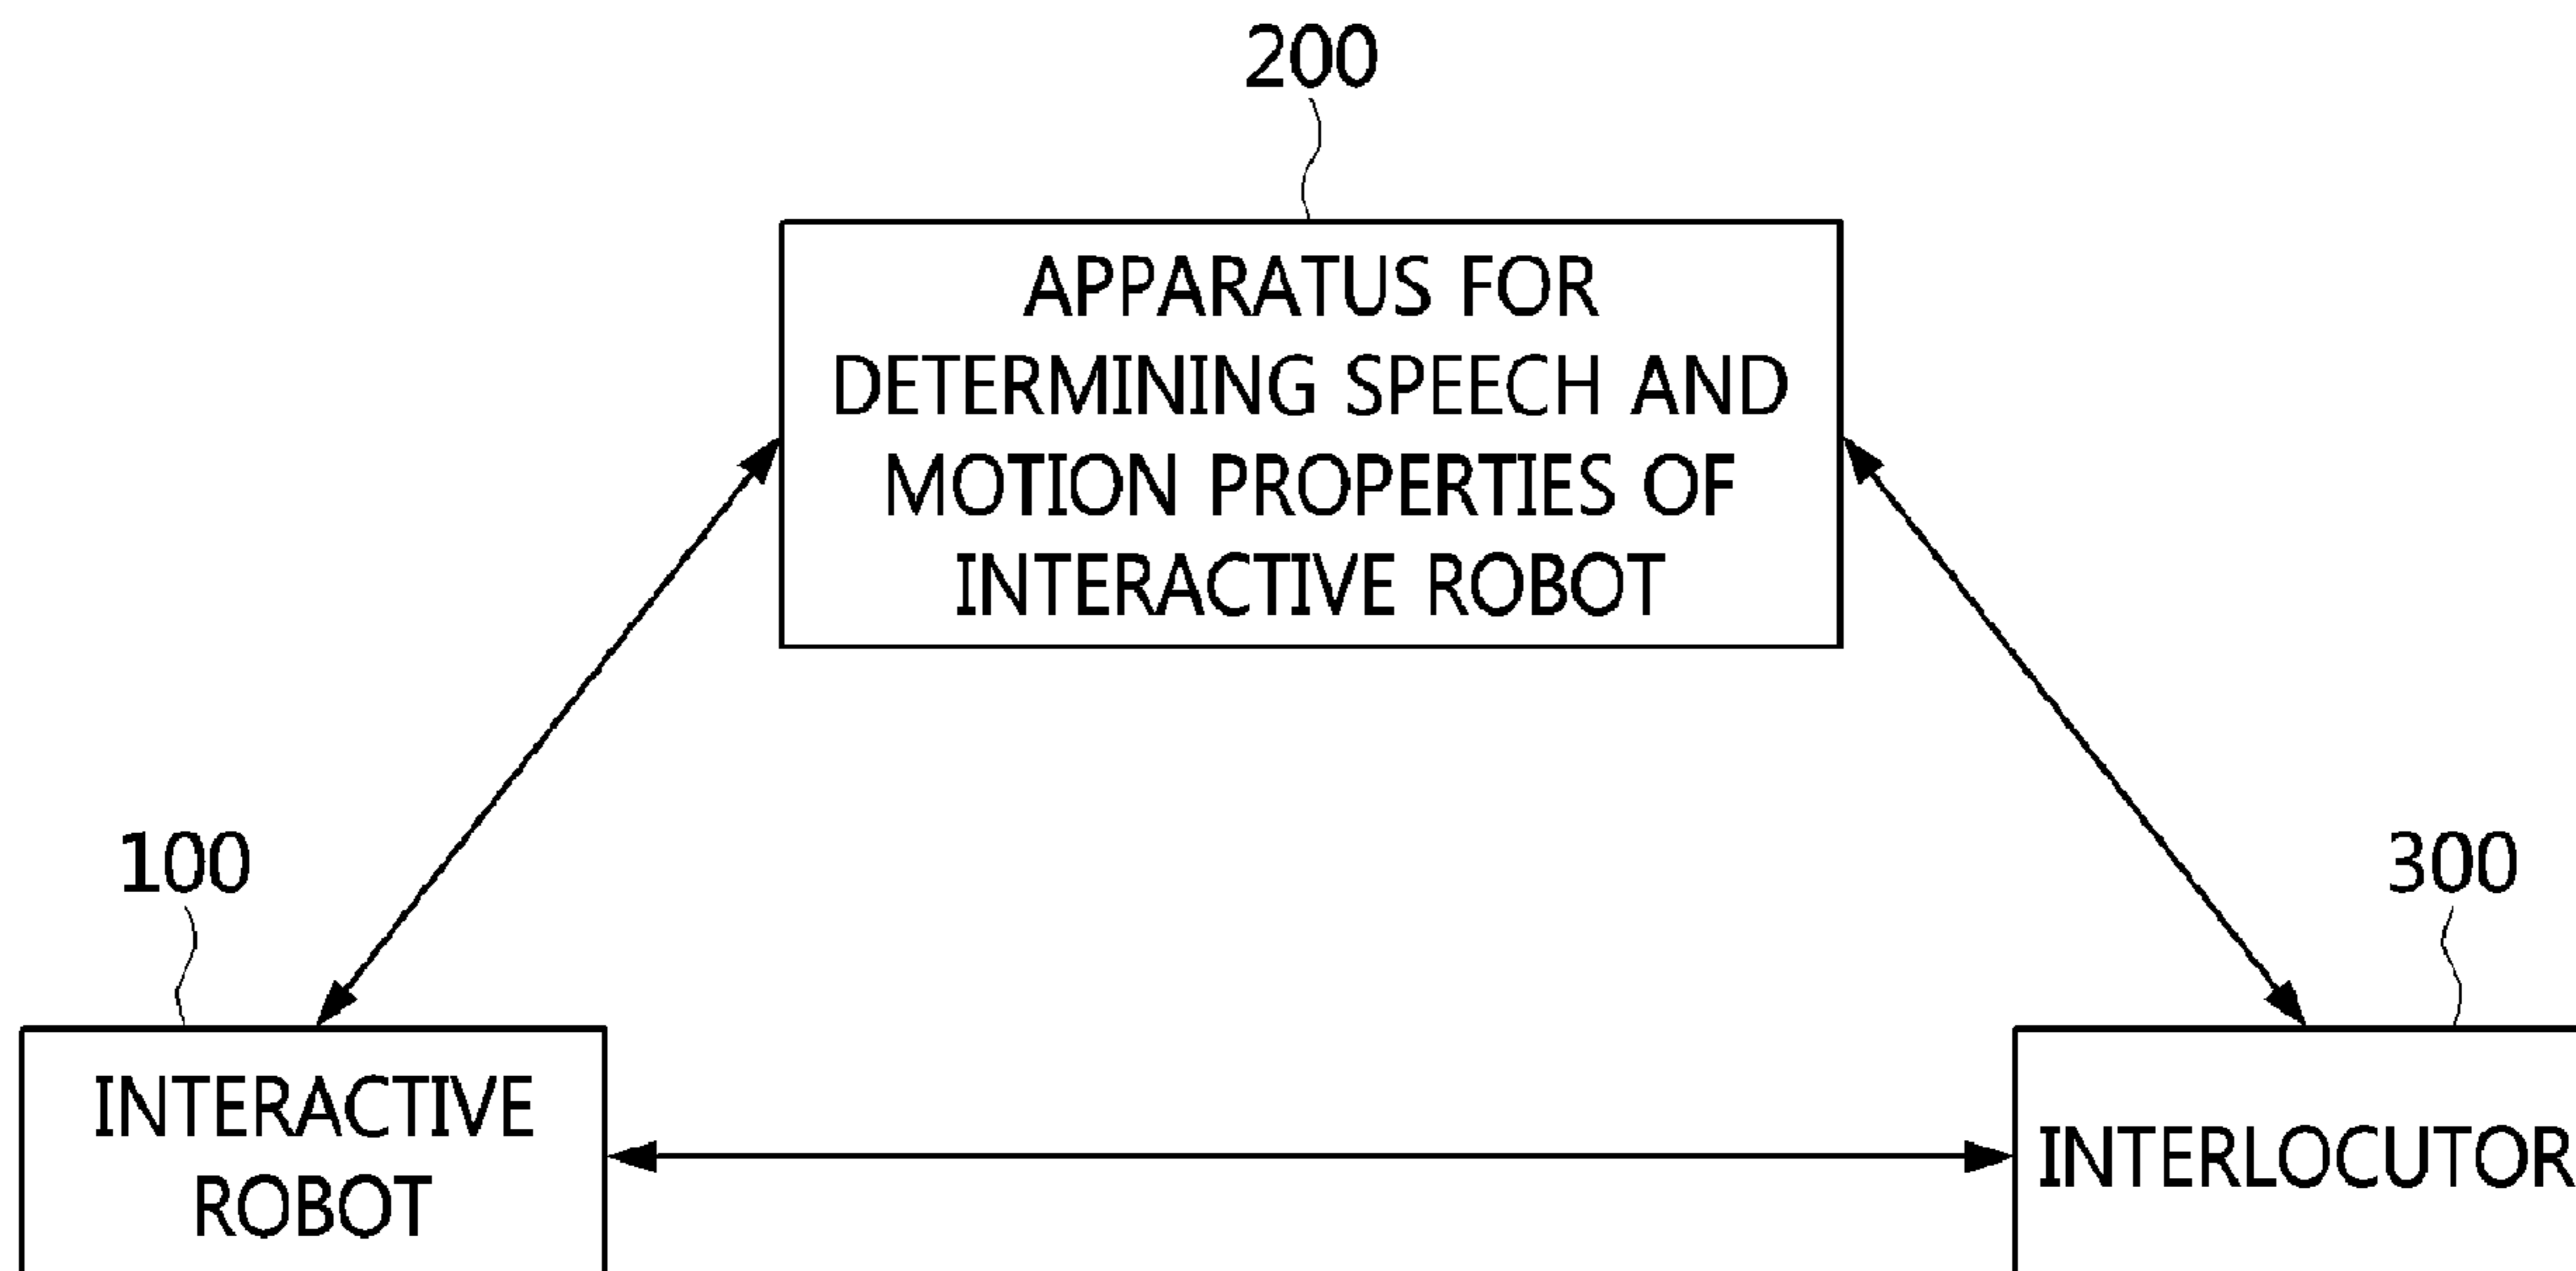 200
APPARATUS FOR
DETERMINING SPEECH AND
MOTION PROPERTIES OF
INTERACTIVE ROBOT
100
300
INTERACTIVE
ROBOT
INTERLOCUTOR